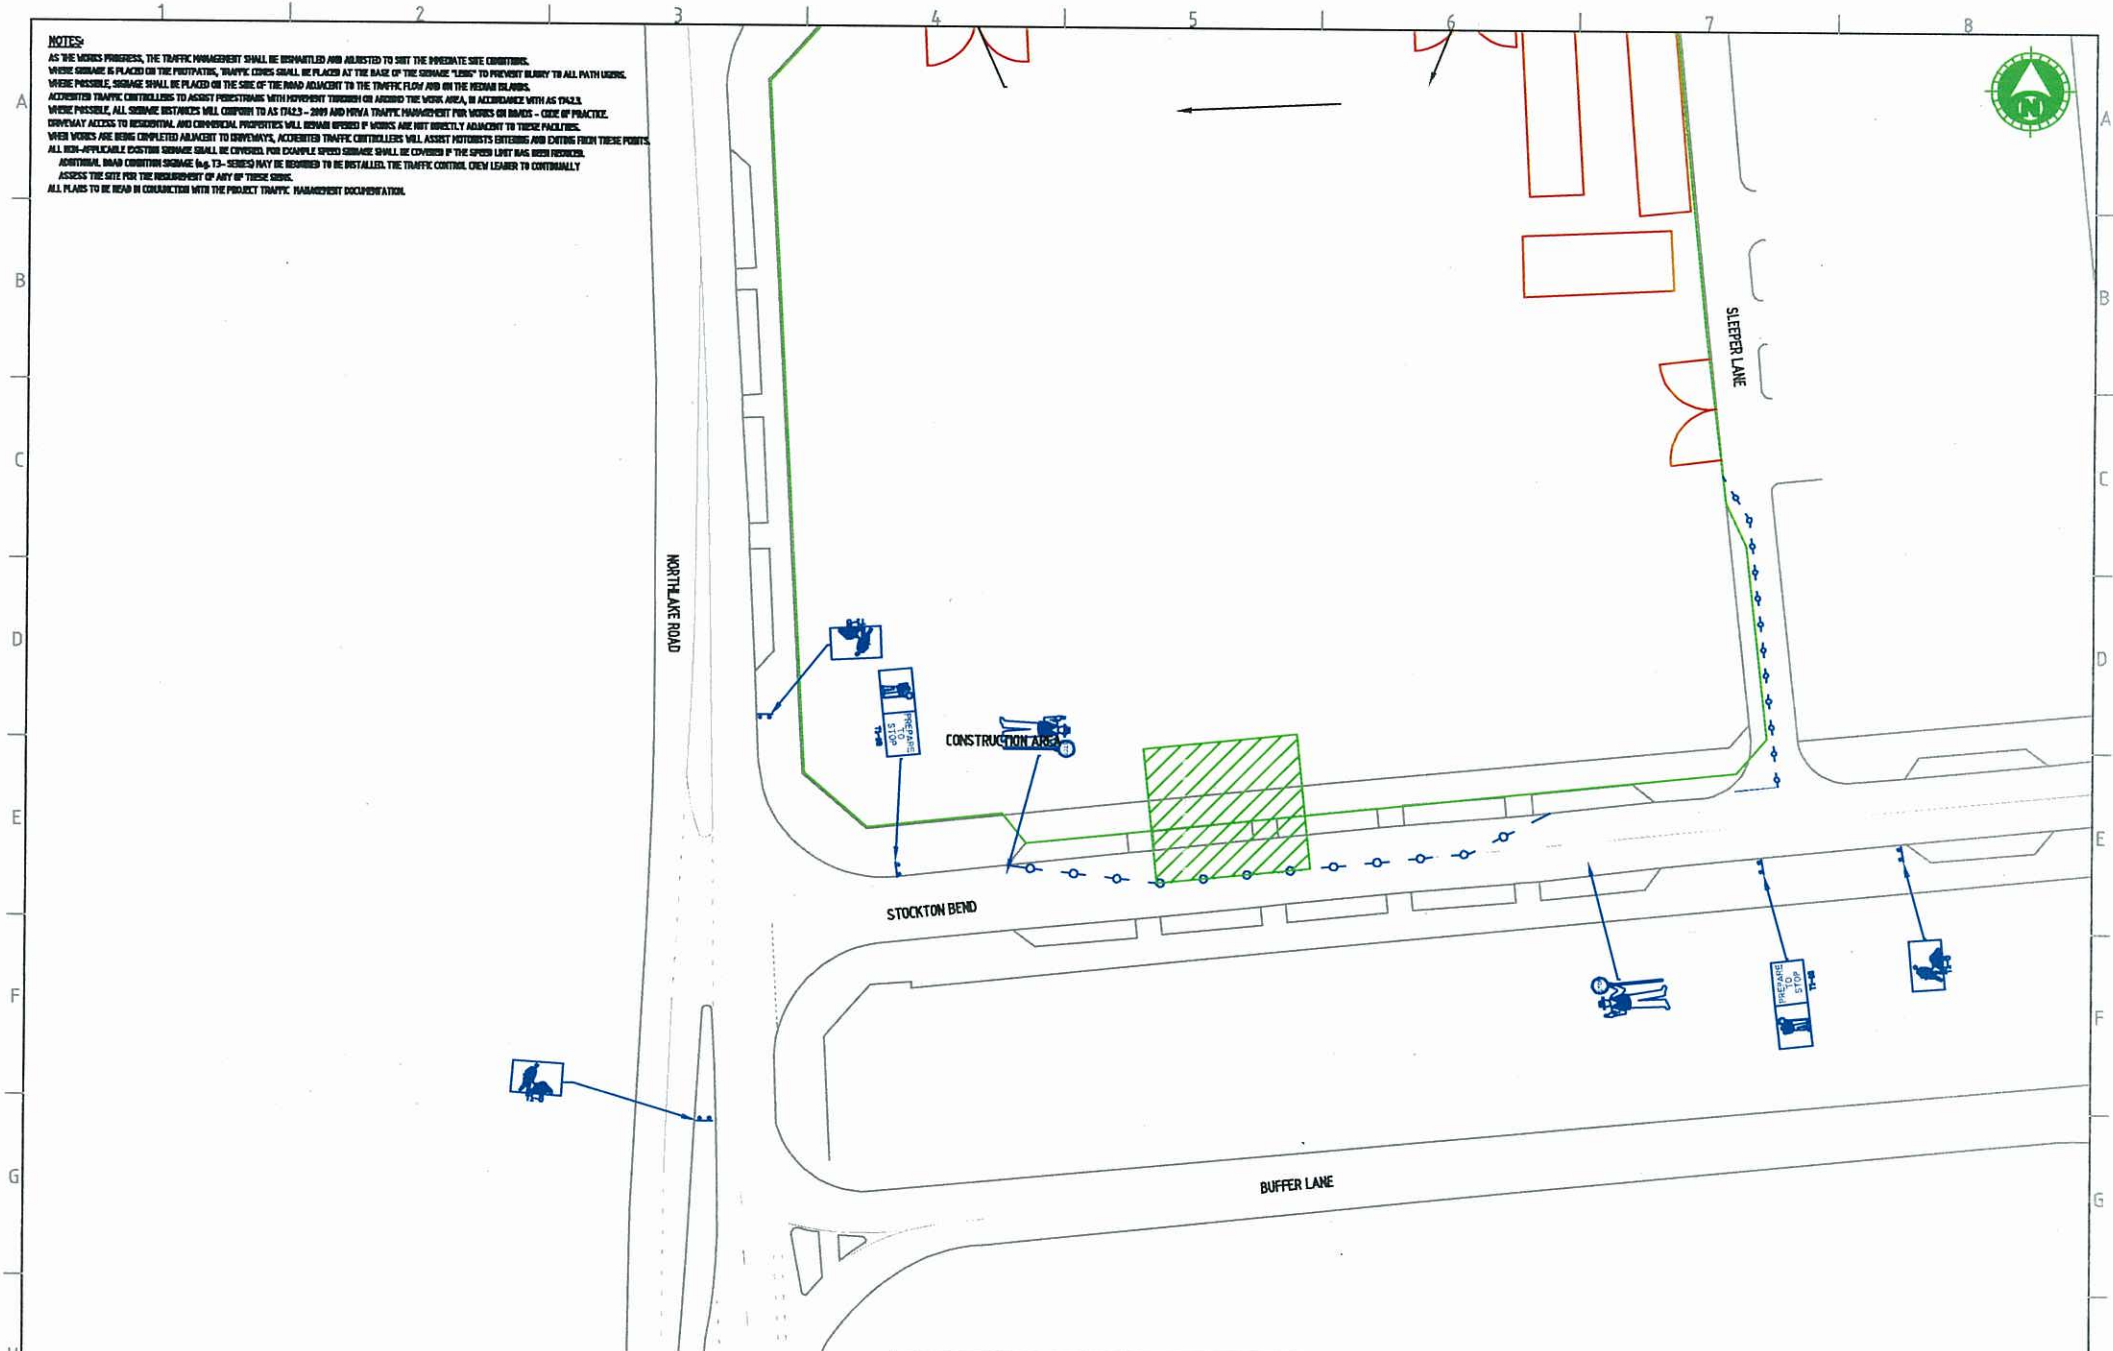 1 2 3 4 5 6 7 8
NOTES:
AS THE WORKS PROGRESS, THE TRAFFIC MANAGEMENT SHALL BE DISMANTLED AND ADJUSTED TO SUIT THE IMMEDIATE SITE CONDITIONS.
WHERE SIGNAGE IS PLACED ON THE FOOTPATHS, TRAFFIC CONES SHALL BE PLACED AT THE BASE OF THE SIGNAGE "LEGS" TO PREVENT INJURY TO ALL PATH USERS.
WHERE POSSIBLE, SIGNAGE SHALL BE PLACED ON THE SIDE OF THE ROAD ADJACENT TO THE TRAFFIC FLOW AND ON THE MEDIAN ISLANDS.
ACCREDITED TRAFFIC CONTROLLERS TO ASSIST PEDESTRIANS WITH MOVEMENT THROUGH OR AROUND THE WORK AREA, IN ACCORDANCE WITH AS 1742.3.
WHERE POSSIBLE, ALL SIGNAGE DISTANCES WILL CONFORM TO AS 1742.3 - 2009 AND MRWA TRAFFIC MANAGEMENT FOR WORKS ON ROADS - CODE OF PRACTICE.
DRIVEWAY ACCESS TO RESIDENTIAL AND COMMERCIAL PROPERTIES WILL REMAIN OPENED IF WORKS ARE NOT DIRECTLY ADJACENT TO THESE FACILITIES.
WHEN WORKS ARE BEING COMPLETED ADJACENT TO DRIVEWAYS, ACCREDITED TRAFFIC CONTROLLERS WILL ASSIST MOTORISTS ENTERING AND EXITING FROM THESE POINTS.
ALL NON-APPLICABLE EXISTING SIGNAGE SHALL BE COVERED. FOR EXAMPLE SPEED SIGNAGE SHALL BE COVERED IF THE SPEED LIMIT HAS BEEN REDUCED.
ADDITIONAL ROAD CONDITION SIGNAGE (e.g. T3- SERIES) MAY BE REQUIRED TO BE INSTALLED. THE TRAFFIC CONTROL CREW LEADER TO CONTINUALLY
ASSESS THE SITE FOR THE REQUIREMENT OF ANY OF THESE SIGNS.
ALL PLANS TO BE READ IN CONJUNCTION WITH THE PROJECT TRAFFIC MANAGEMENT DOCUMENTATION.
N
A
A
B
B
SLEEPER LANE
C
C
NORTHLAKE ROAD
D
D
PREPARE
TO
STOP
CONSTRUCTION AREA
E
E
STOCKTON BEND
PREPARE
TO
STOP
F
F
G
G
BUFFER LANE